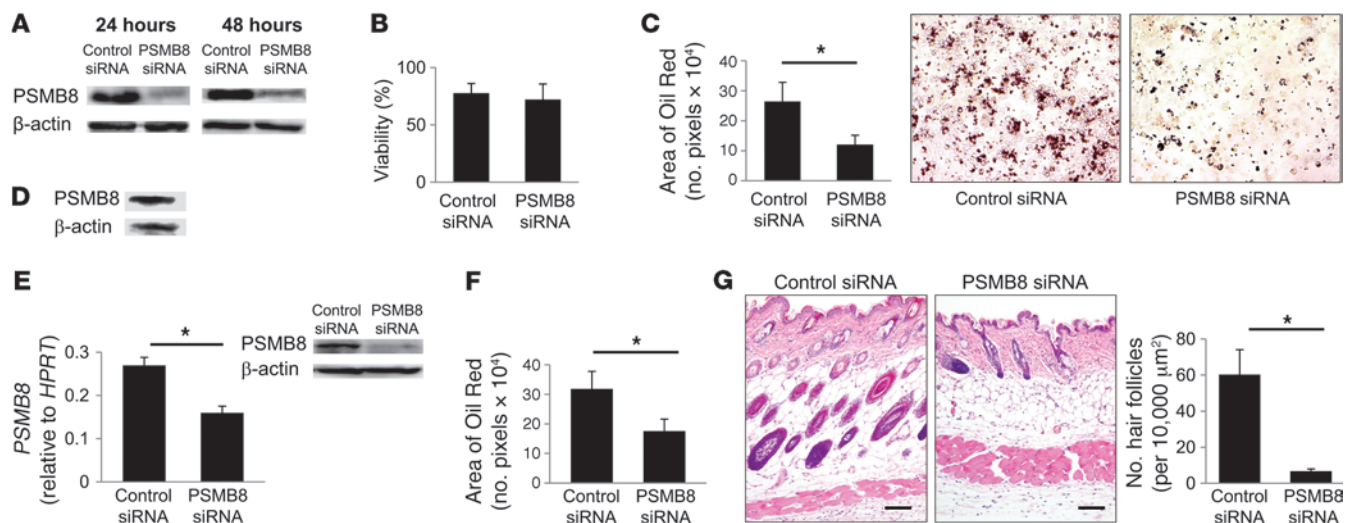 A
24 hours 48 hours
Control PSMB8 Control PSMB8
siRNA siRNA siRNA siRNA
PSMB8
β-actin
B
Viability (%)
100
50
0
Control PSMB8
siRNA siRNA
C
Area of Oil Red
(no. pixels × 10⁴)
40
30
20
10
0
*
Control PSMB8
siRNA siRNA
Control siRNA
PSMB8 siRNA
D
PSMB8
β-actin
E
PSMB8
(relative to HPRT)
0.3
0.2
0.1
0
*
Control PSMB8
siRNA siRNA
Control PSMB8
siRNA siRNA
PSMB8
β-actin
F
Area of Oil Red
(no. pixels × 10⁴)
40
30
20
10
0
*
Control PSMB8
siRNA siRNA
G
Control siRNA
PSMB8 siRNA
No. hair follicles
(per 10,000 μm²)
80
60
40
20
0
*
Control PSMB8
siRNA siRNA